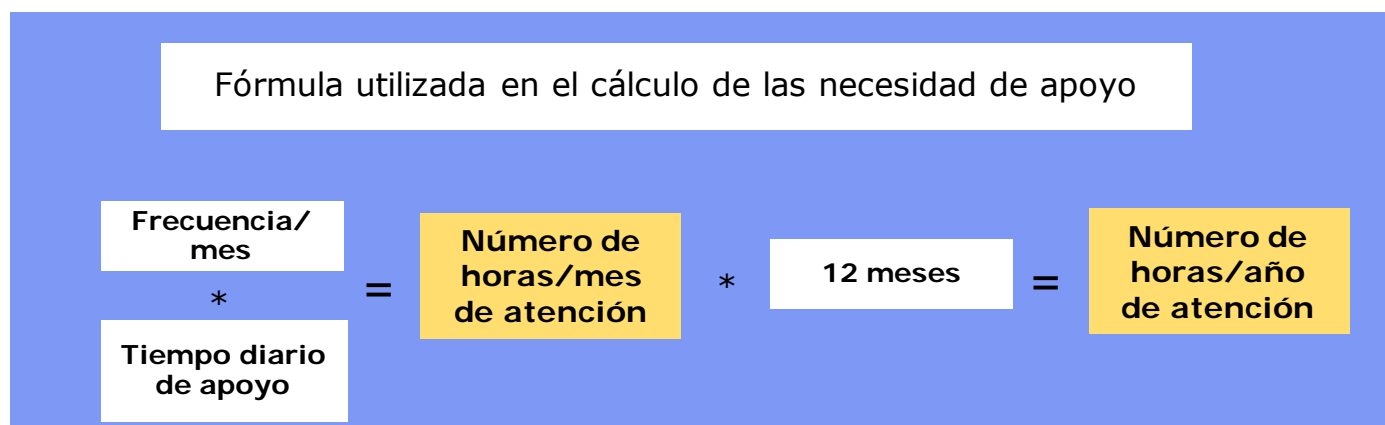 Fórmula utilizada en el cálculo de las necesidad de apoyo
Frecuencia/
mes
*
Tiempo diario
de apoyo
=
Número de
horas/mes
de atención
*
12 meses
=
Número de
horas/año
de atención